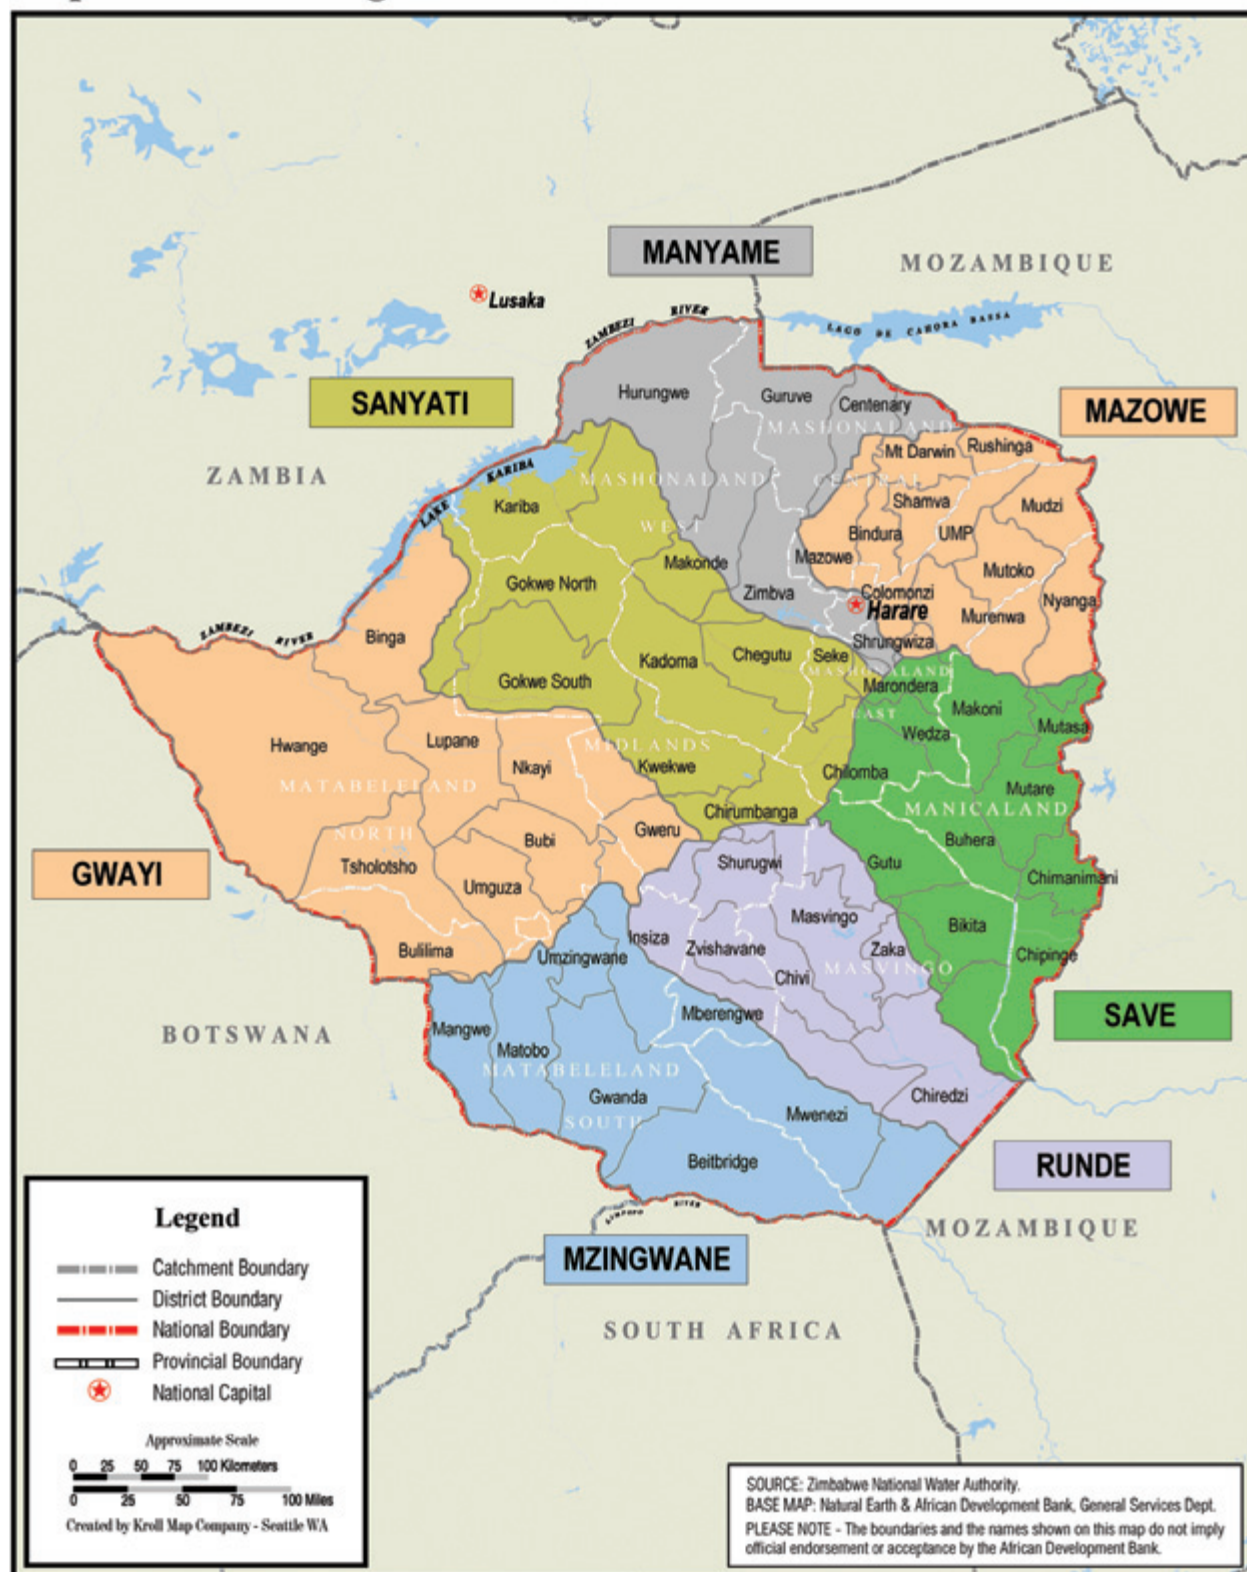 MANYAME
MOZAMBIQUE
Lusaka
ZAMBEZI RIVER
LAGO DE CAHORA BASSA
SANYATI
Hurungwe
Guruve
Centenary
MAZOWE
MASHONALAND
CENTRAL
Mt Darwin
Rushinga
ZAMBIA
LAKE KARIBA
MASHONALAND
WEST
Kariba
Shamva
Mudzi
Bindura
UMP
Mazowe
Makonde
Mutoko
Gokwe North
Zimbva
Colomonzi
Nyanga
Harare
Murenwa
ZAMBEZI RIVER
Binga
Shrungwiza
Chegutu
Seke
Kadoma
MASHONALAND
EAST
Gokwe South
Marondera
Makoni
Mutasa
Wedza
Hwange
Lupane
MIDLANDS
Nkayi
Kwekwe
Chilomba
MATABELELAND
NORTH
Mutare
MANICALAND
Chirumbanga
Gweru
Bubi
Buhera
Tsholotsho
Shurugwi
Gutu
GWAYI
Umguza
Chimanimani
Masvingo
Bikita
Insiza
Zvishavane
Zaka
Bulilima
Umzingwane
Chipinge
Chivi
MASVINGO
Mberengwe
SAVE
BOTSWANA
Mangwe
Matobo
MATABELELAND
SOUTH
Gwanda
Chiredzi
Mwenezi
Beitbridge
RUNDE
LIMPOPO RIVER
MOZAMBIQUE
MZINGWANE
SOUTH AFRICA
Legend
Catchment Boundary
District Boundary
National Boundary
Provincial Boundary
National Capital
Approximate Scale
0 25 50 75 100 Kilometers
0 25 50 75 100 Miles
Created by Kroll Map Company - Seattle WA
SOURCE: Zimbabwe National Water Authority.
BASE MAP: Natural Earth & African Development Bank, General Services Dept.
PLEASE NOTE - The boundaries and the names shown on this map do not imply
official endorsement or acceptance by the African Development Bank.